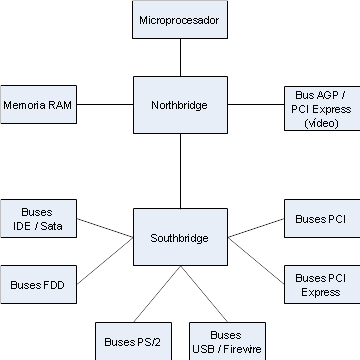 Microprocesador
Memoria RAM
Northbridge
Bus AGP /
PCI Express
(vídeo)
Buses
IDE / Sata
Southbridge
Buses PCI
Buses FDD
Buses PCI
Express
Buses PS/2
Buses
USB / Firewire